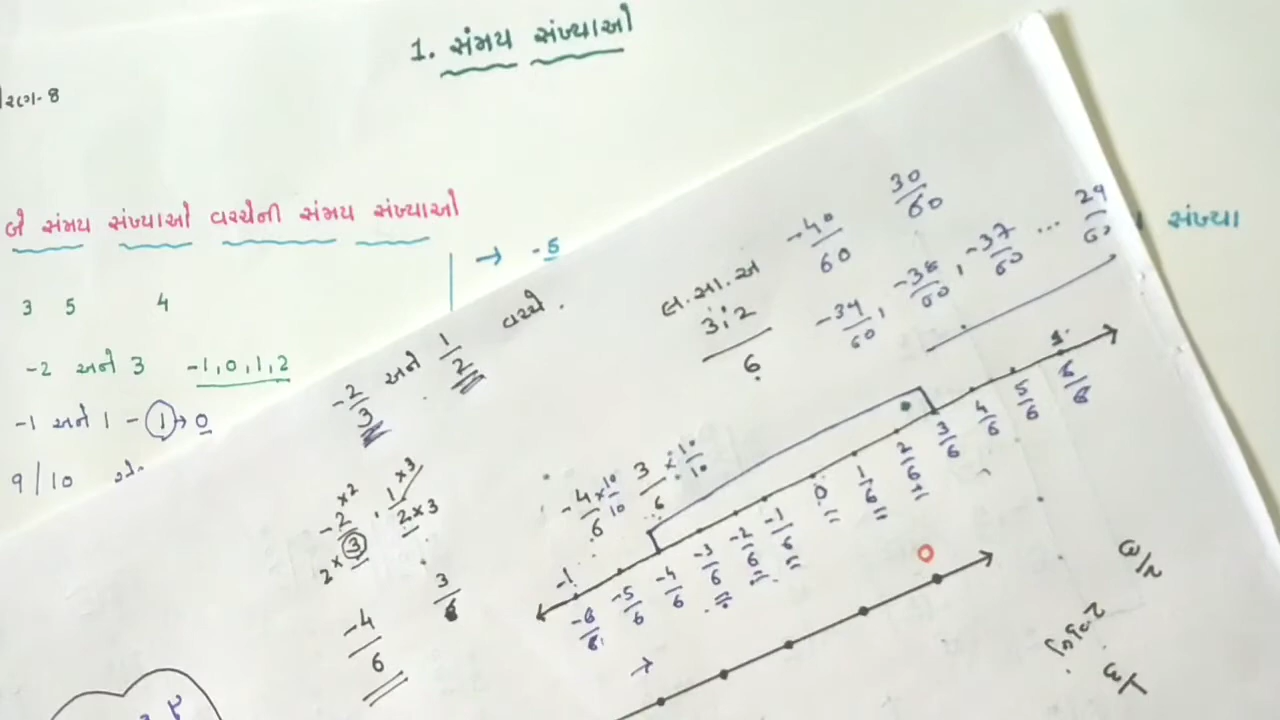 1. સંમય સંખ્યાઓ
રણ-8
બે સંમય સંખ્યાઓ વચ્ચેની સંમય સંખ્યાઓ
→ -5
સંખ્યા
3 5 4
-2 અને 3 -1,0,1,2
-1 અને 1 - 1 → 0
9/10
-2/3 અને 1/2 વચ્ચે.
લ.સા.અ
3,2
6
-40/60 30/60
-39/60, -38/60, -37/60 ... 29/60
-2×2 , 1×3
2×3 2×3
-4/6 3/6
-4/6 × 10/10 3/6 × 10/10
-1 0 1
-6/6 -5/6 -4/6 -3/6 -2/6 -1/6 2/6 3/6 4/6 5/6
0